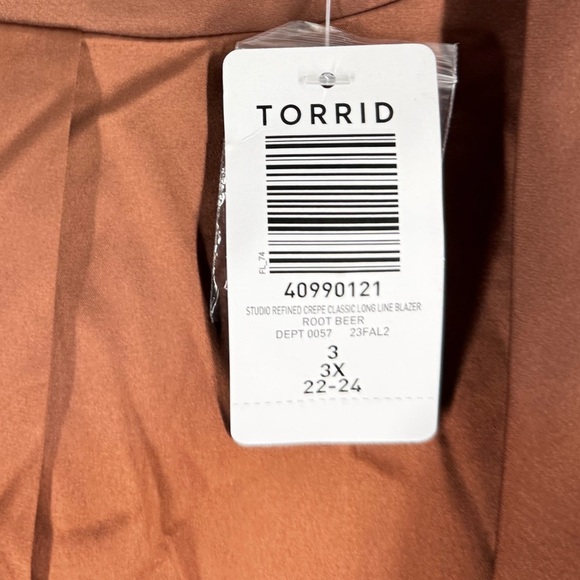 TORRID
FL_74
40990121
STUDIO REFINED CREPE CLASSIC LONG LINE BLAZER
ROOT BEER
DEPT 0057 23FAL2
3
3X
22-24